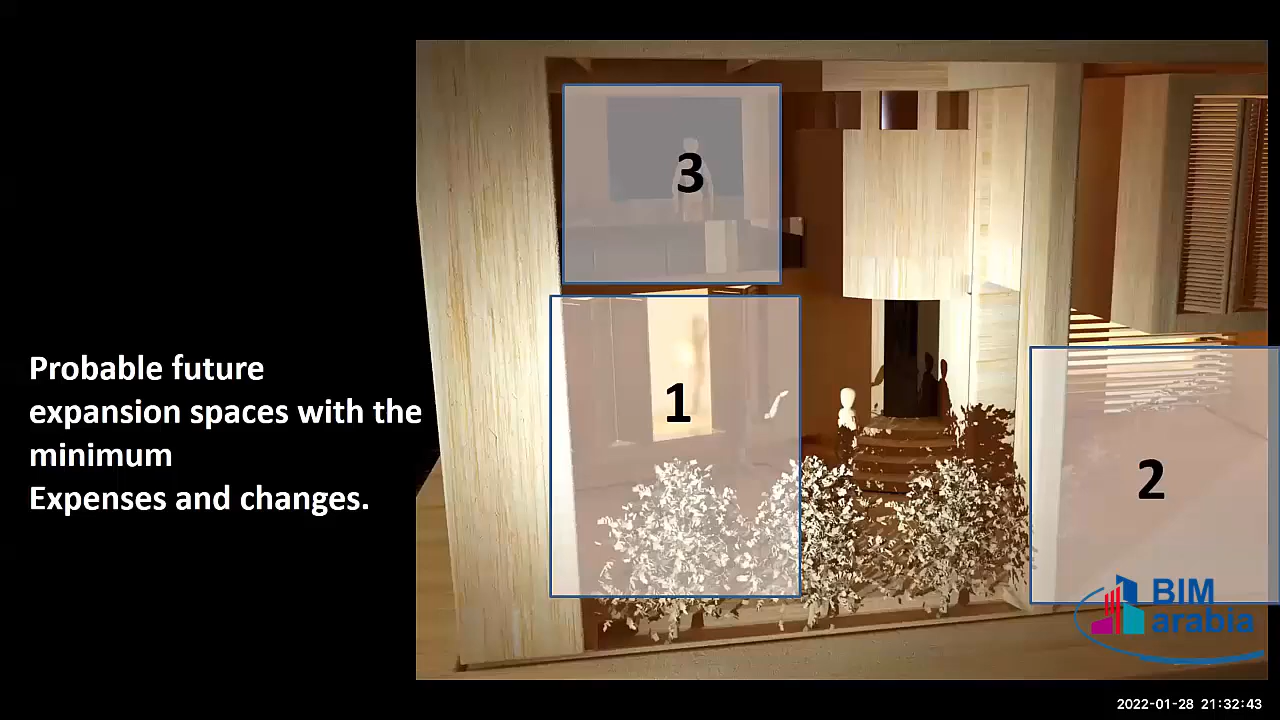 3
1
2
Probable future
expansion spaces with the
minimum
Expenses and changes.
BIM
arabia
2022-01-28 21:32:43